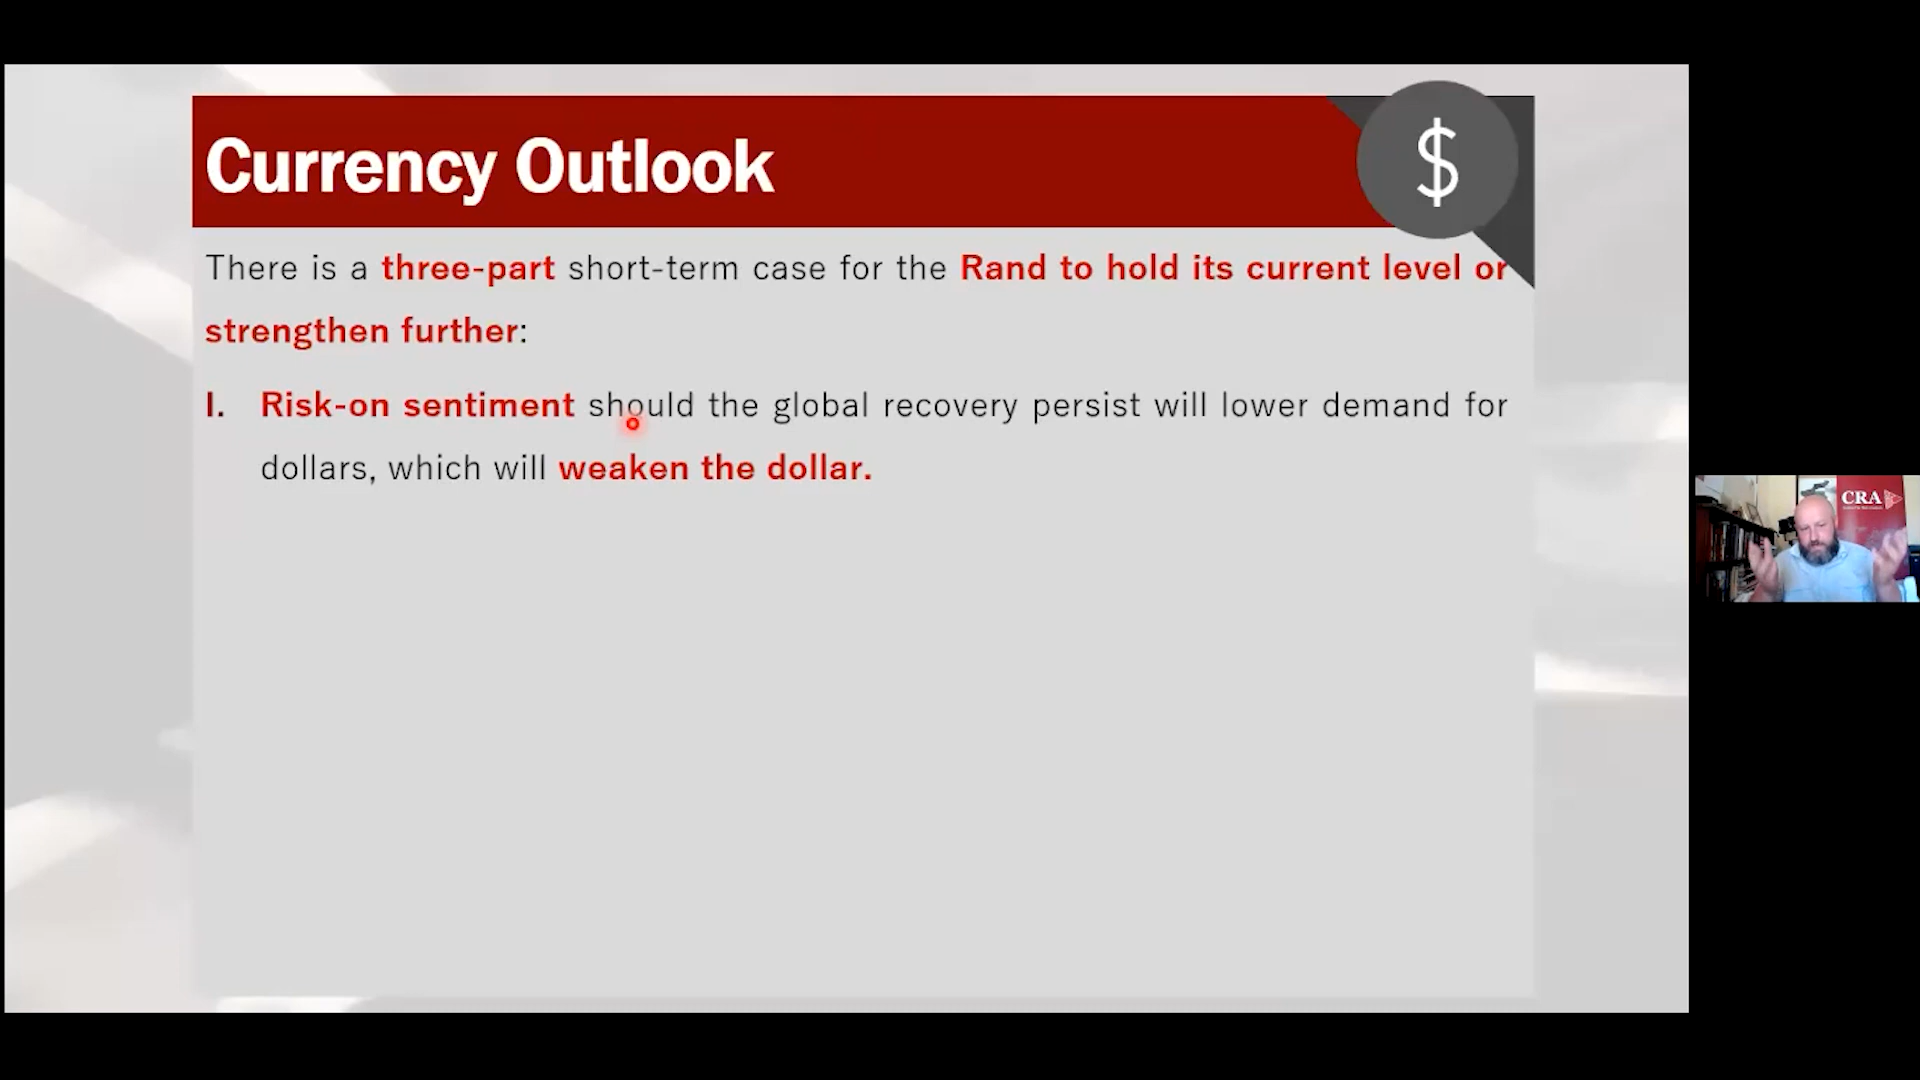 Currency Outlook
$
There is a three-part short-term case for the Rand to hold its current level or
strengthen further:
I. Risk-on sentiment should the global recovery persist will lower demand for
dollars, which will weaken the dollar.
CRA